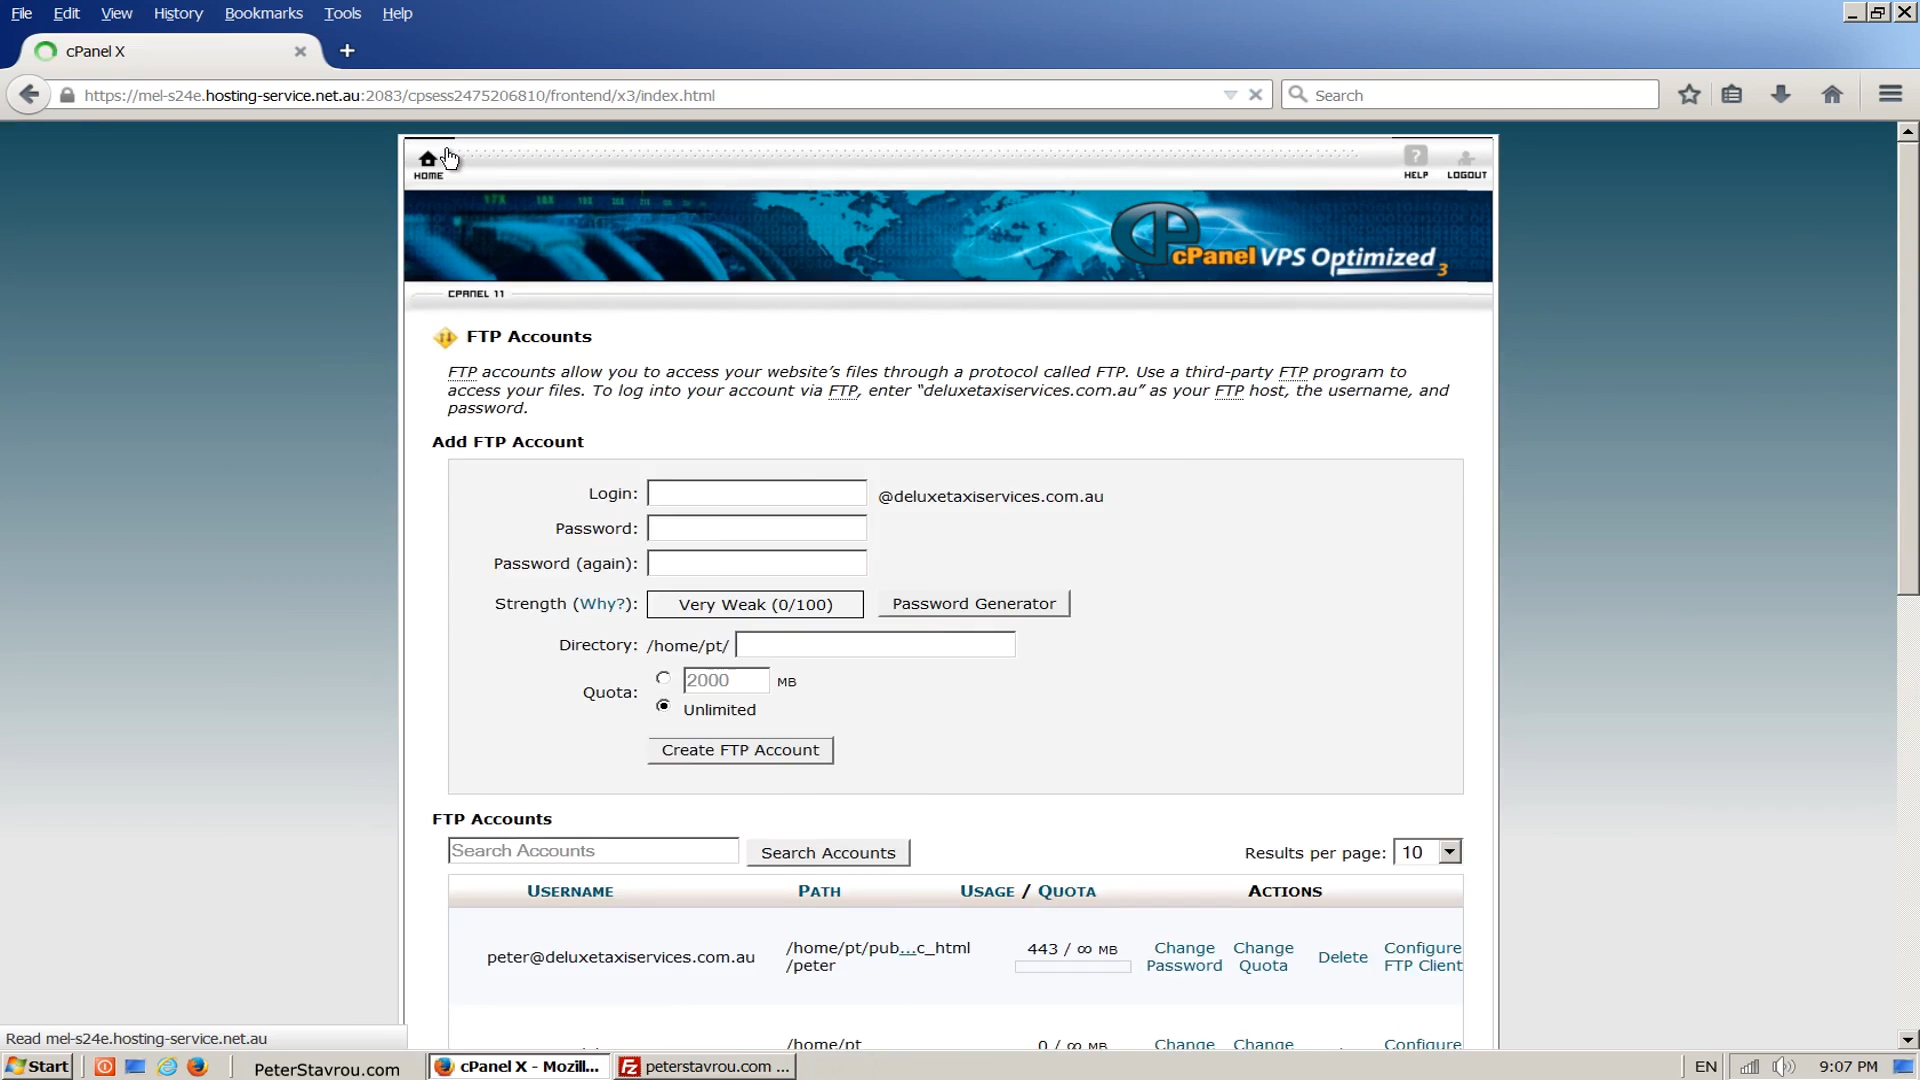 File Edit View History Bookmarks Tools Help
cPanel X
https://mel-s24e.hosting-service.net.au:2083/cpsess2475206810/frontend/x3/index.html
Search
HOME
HELP LOGOUT
cPanel VPS Optimized 3
CPANEL 11
FTP Accounts
FTP accounts allow you to access your website's files through a protocol called FTP. Use a third-party FTP program to
access your files. To log into your account via FTP, enter “deluxetaxiservices.com.au” as your FTP host, the username, and
password.
Add FTP Account
Login: @deluxetaxiservices.com.au
Password:
Password (again):
Strength (Why?): Very Weak (0/100) Password Generator
Directory: /home/pt/
Quota: 2000 MB
Unlimited
Create FTP Account
FTP Accounts
Search Accounts Search Accounts Results per page: 10
USERNAME PATH USAGE / QUOTA ACTIONS
peter@deluxetaxiservices.com.au /home/pt/pub...c_html 443 / ∞ MB Change Change Delete Configure
/peter Password Quota FTP Client
/home/pt 0 / ∞ MB Change Change Configure
Read mel-s24e.hosting-service.net.au
Start PeterStavrou.com cPanel X - Mozill... peterstavrou.com ... EN 9:07 PM